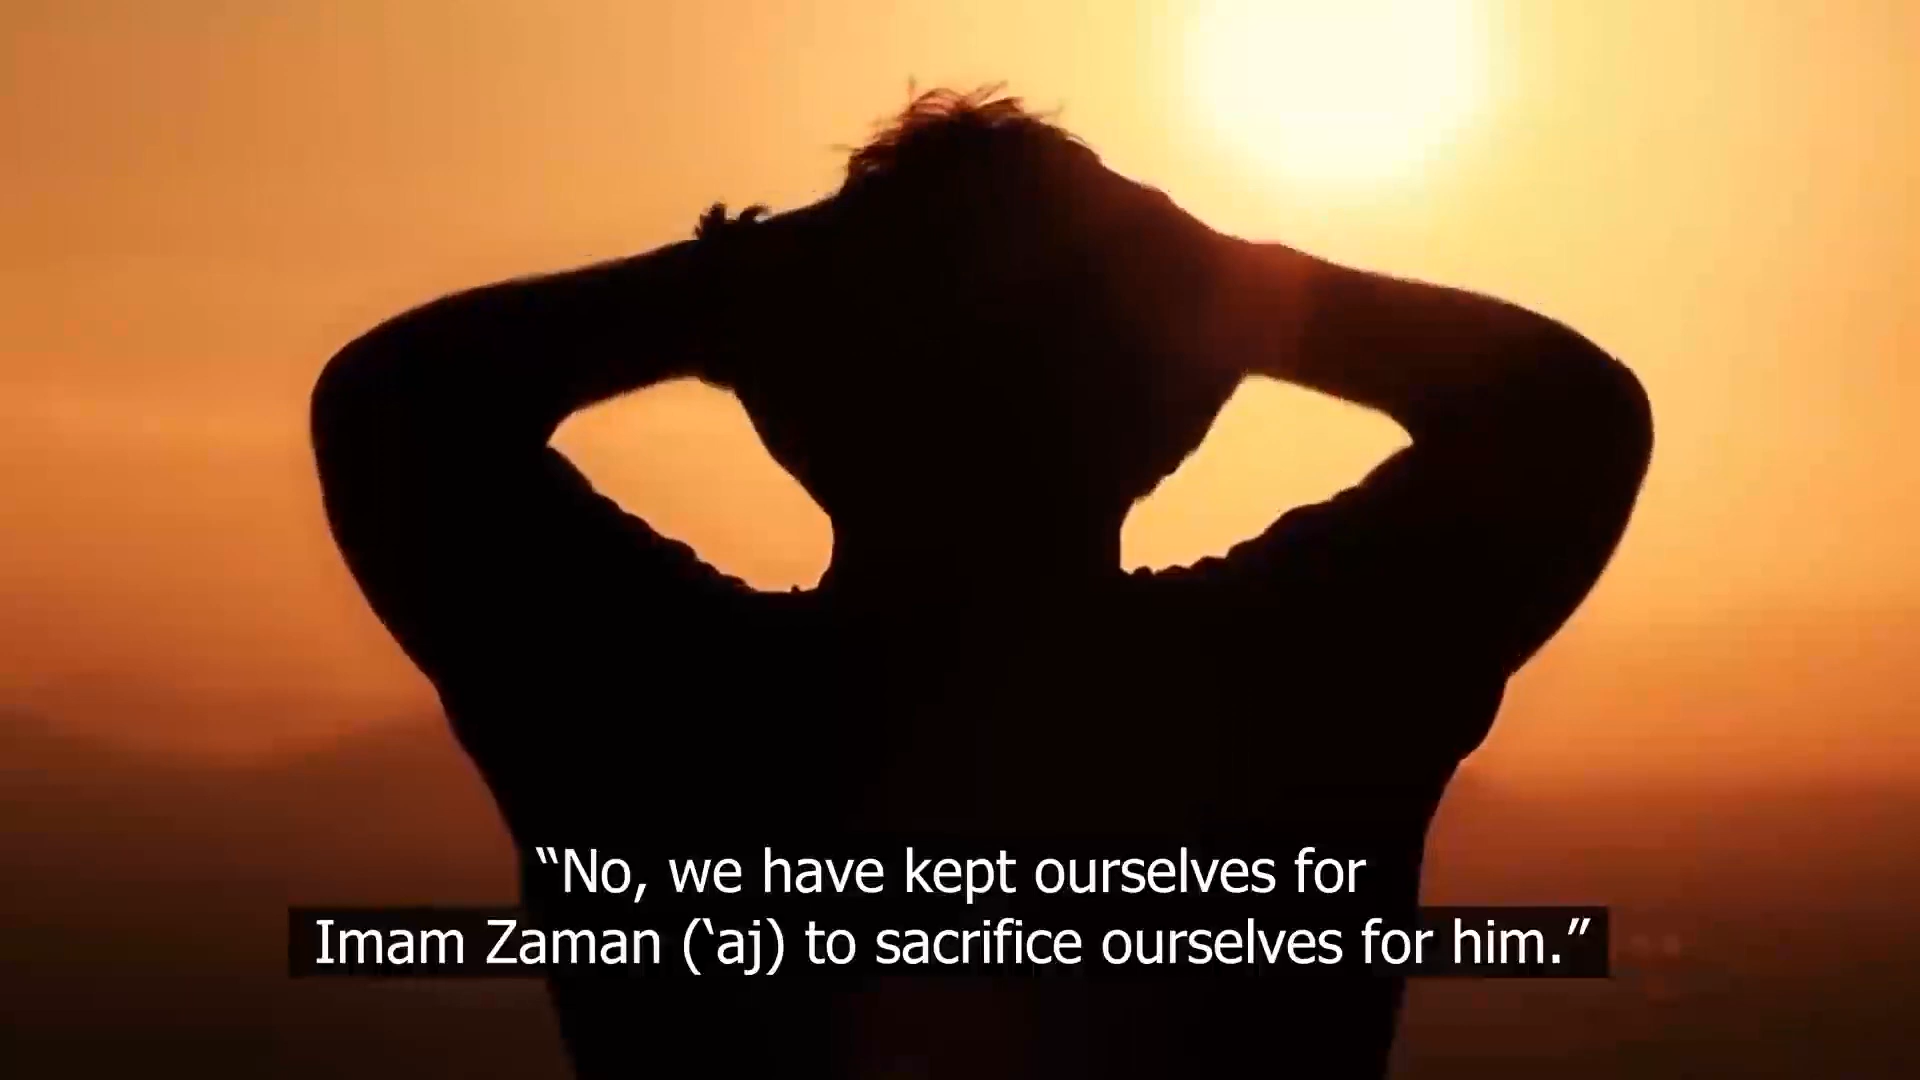 “No, we have kept ourselves for
Imam Zaman (‘aj) to sacrifice ourselves for him.”